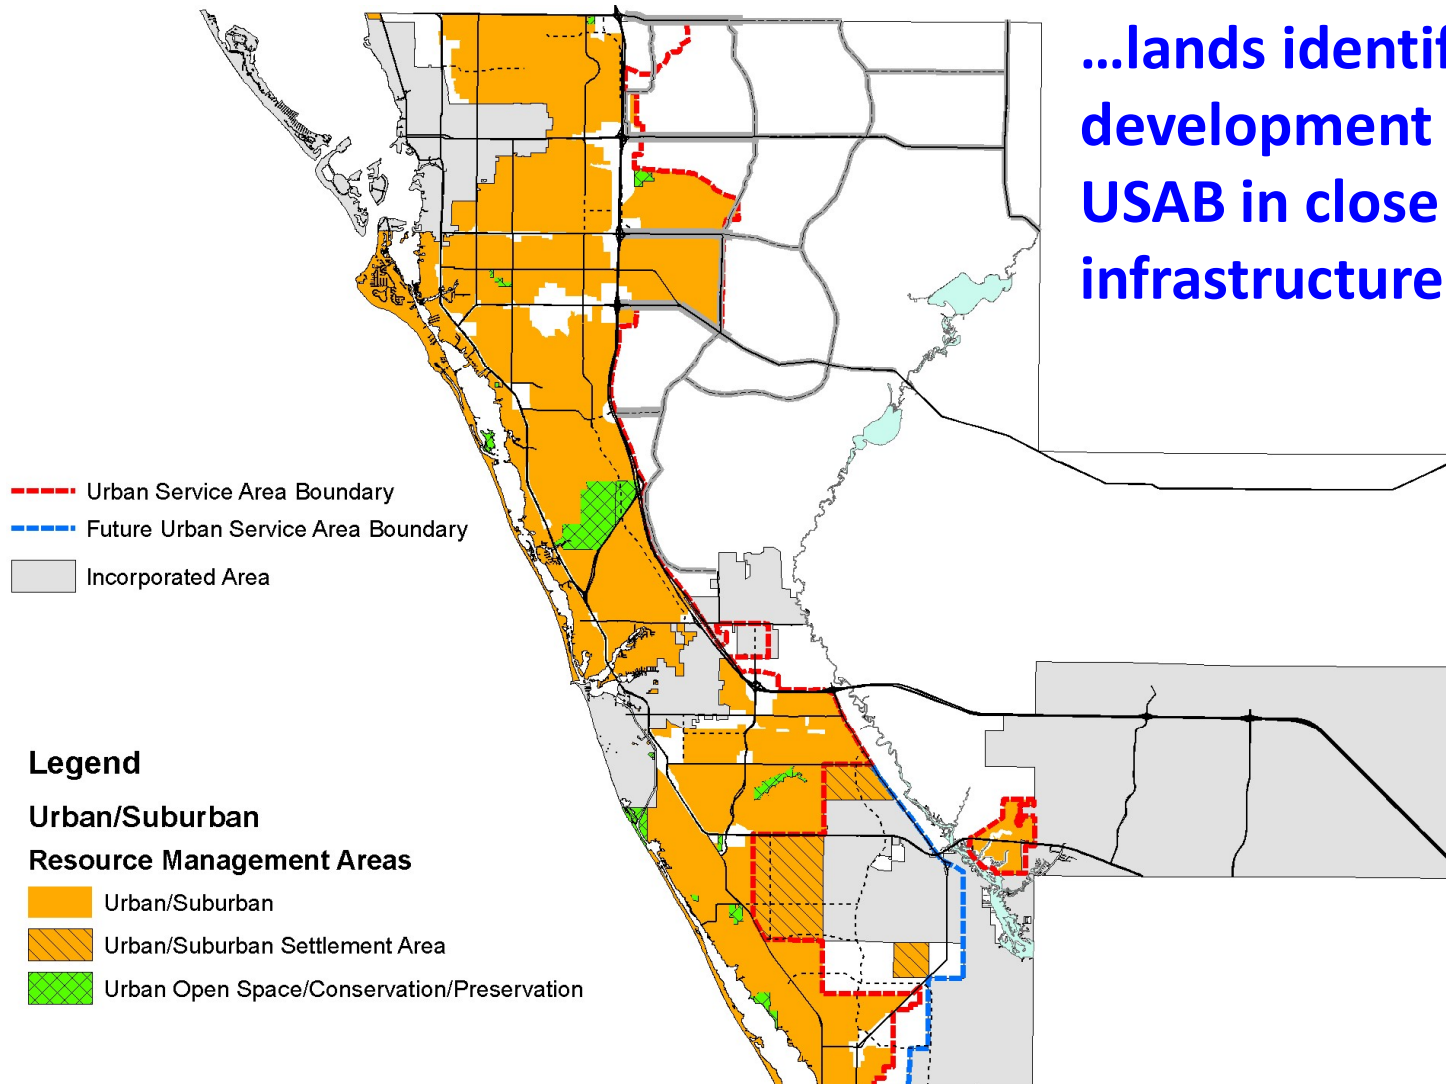 …lands identif
development
USAB in close
infrastructure
Urban Service Area Boundary
Future Urban Service Area Boundary
Incorporated Area
Legend
Urban/Suburban
Resource Management Areas
Urban/Suburban
Urban/Suburban Settlement Area
Urban Open Space/Conservation/Preservation